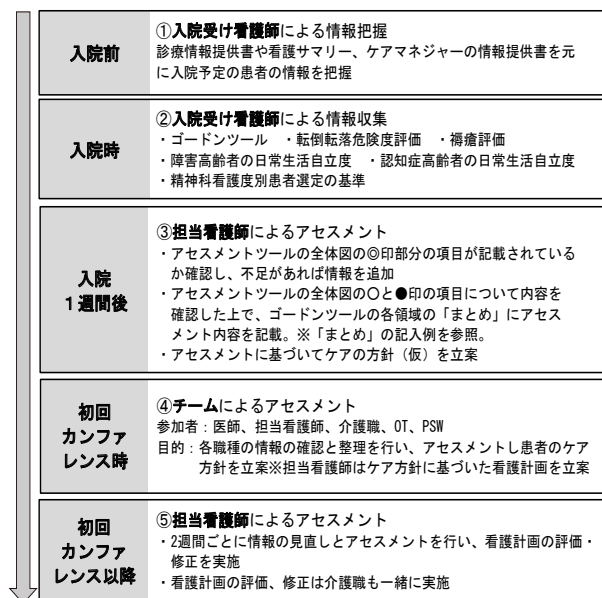 入院前
①入院受け看護師による情報把握
診療情報提供書や看護サマリー、ケアマネジャーの情報提供書を元
に入院予定の患者の情報を把握
入院時
②入院受け看護師による情報収集
・ゴードンツール ・転倒転落危険度評価 ・褥瘡評価
・障害高齢者の日常生活自立度 ・認知症高齢者の日常生活自立度
・精神科看護度別患者選定の基準
入院
1週間後
③担当看護師によるアセスメント
・アセスメントツールの全体図の◎印部分の項目が記載されている
か確認し、不足があれば情報を追加
・アセスメントツールの全体図の○と●印の項目について内容を
確認した上で、ゴードンツールの各領域の「まとめ」にアセス
メント内容を記載。※「まとめ」の記入例を参照。
・アセスメントに基づいてケアの方針（仮）を立案
初回
カンファ
レンス時
④チームによるアセスメント
参加者：医師、担当看護師、介護職、OT、PSW
目的：各職種の情報の確認と整理を行い、アセスメントし患者のケア
方針を立案※担当看護師はケア方針に基づいた看護計画を立案
初回
カンファ
レンス以降
⑤担当看護師によるアセスメント
・2週間ごとに情報の見直しとアセスメントを行い、看護計画の評価・
修正を実施
・看護計画の評価、修正は介護職も一緒に実施